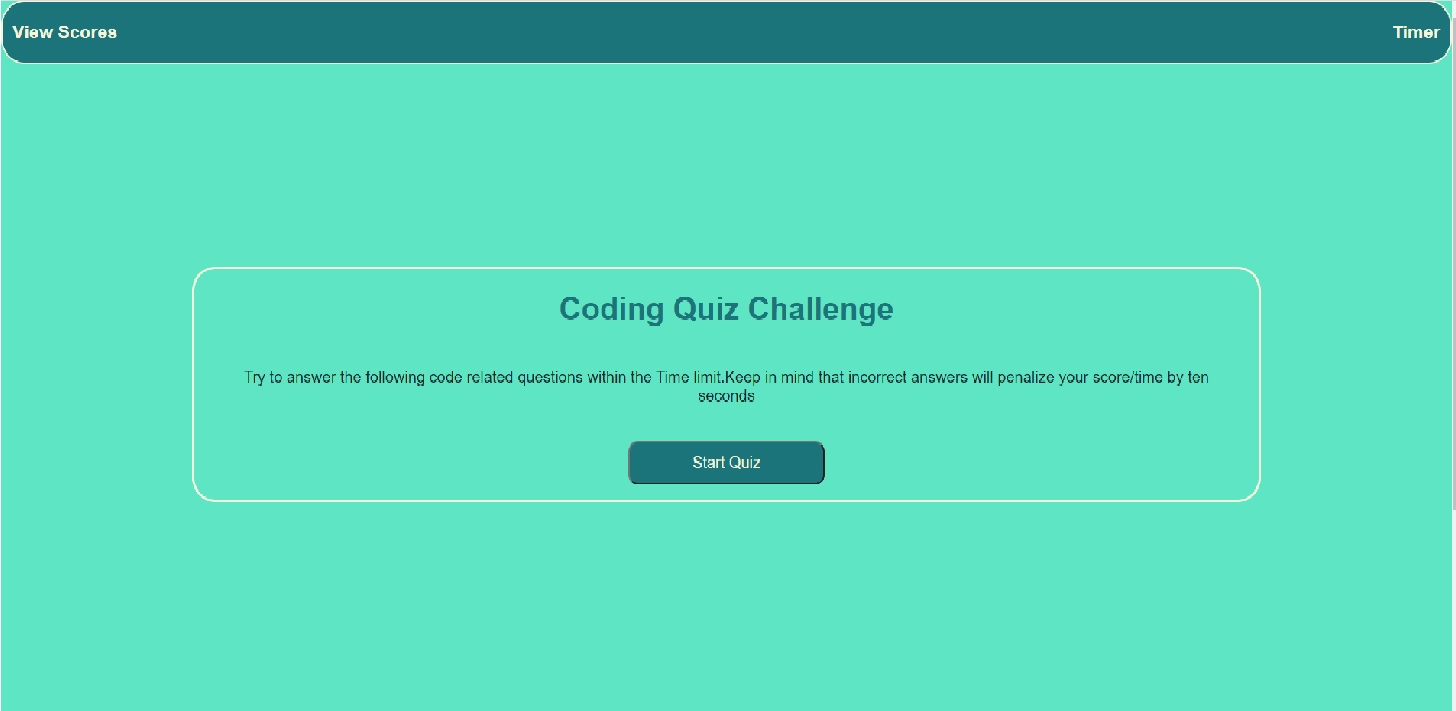 View Scores
Timer
Coding Quiz Challenge
Try to answer the following code related questions within the Time limit.Keep in mind that incorrect answers will penalize your score/time by ten
seconds
Start Quiz